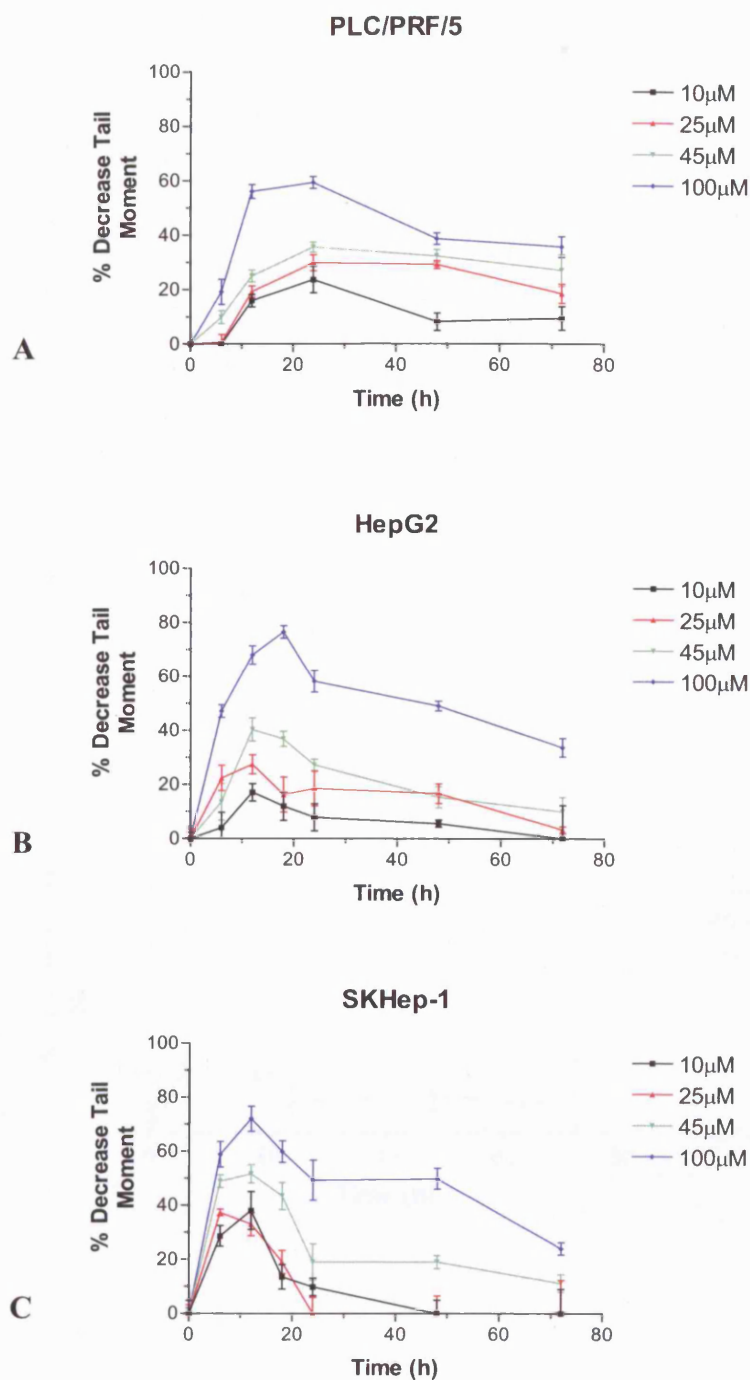 PLC/PRF/5
100
80
60
40
20
0
% Decrease Tail
Moment
0 20 40 60 80
Time (h)
10µM
25µM
45µM
100µM
A
HepG2
100
80
60
40
20
0
% Decrease Tail
Moment
0 20 40 60 80
Time (h)
10µM
25µM
45µM
100µM
B
SKHep-1
100
80
60
40
20
0
% Decrease Tail
Moment
0 20 40 60 80
Time (h)
10µM
25µM
45µM
100µM
C